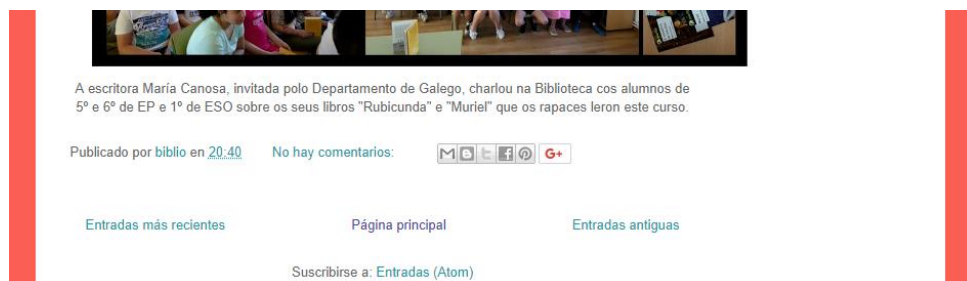 A escritora María Canosa, invitada polo Departamento de Galego, charlou na Biblioteca cos alumnos de
5º e 6º de EP e 1º de ESO sobre os seus libros "Rubicunda" e "Muriel" que os rapaces leron este curso.
Publicado por biblio en 20:40 No hay comentarios: G+
Entradas más recientes Página principal Entradas antiguas
Suscribirse a: Entradas (Atom)